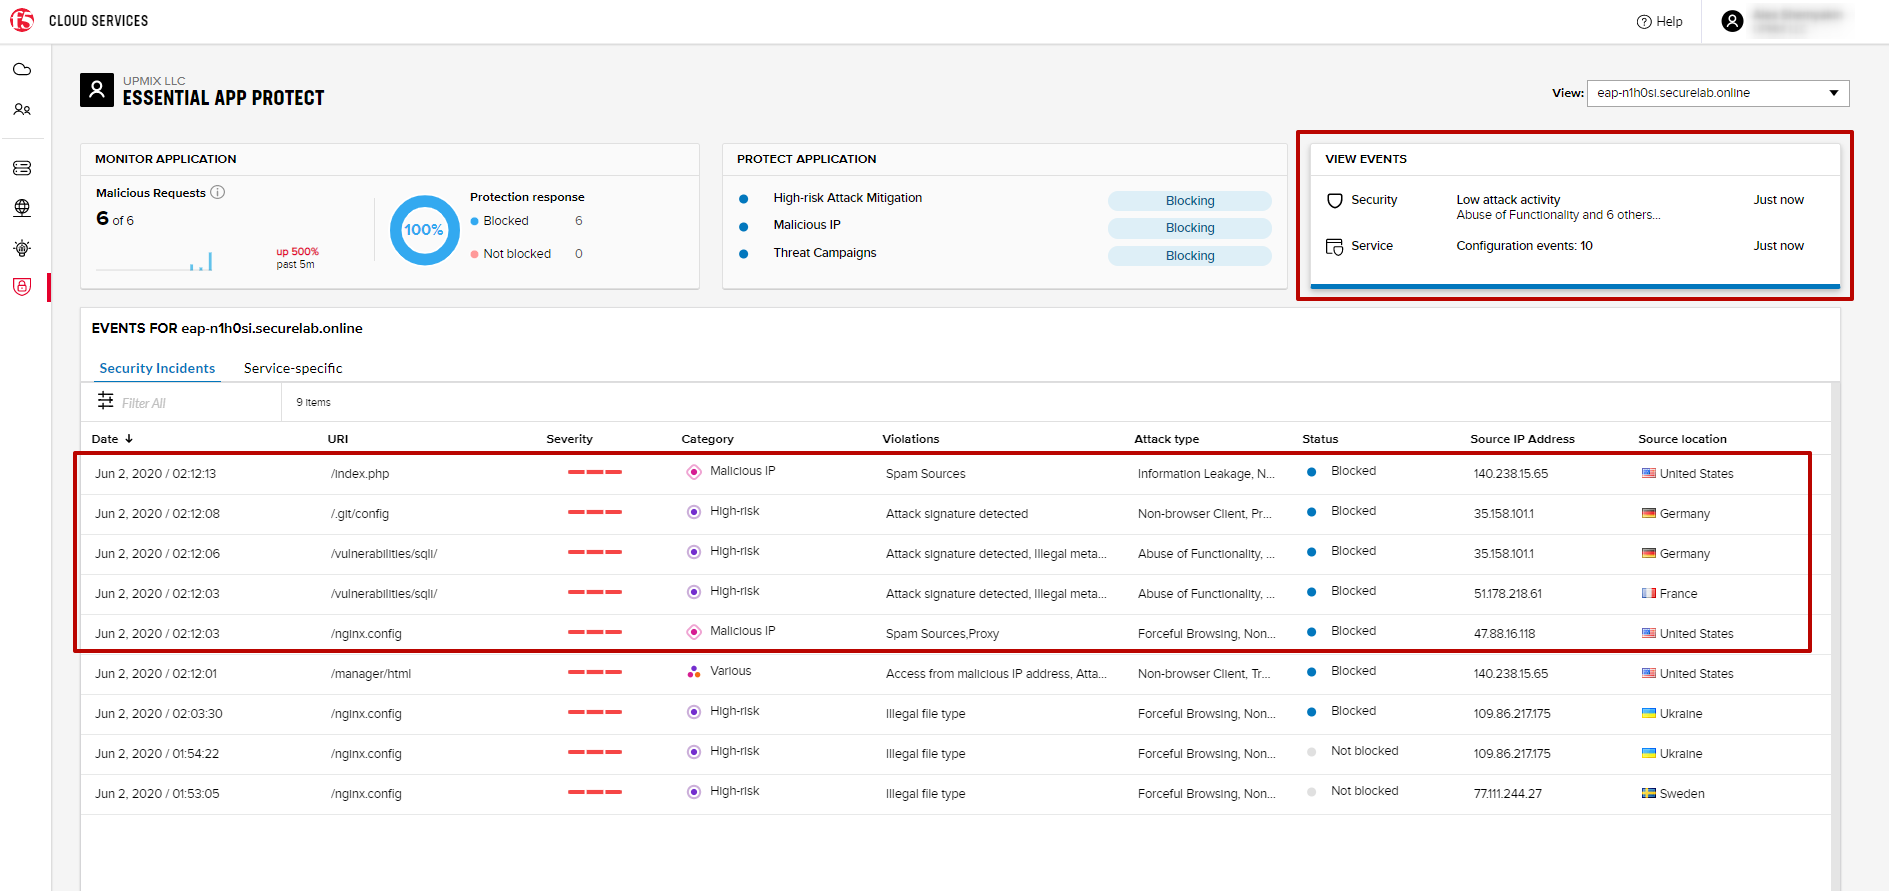 f5 CLOUD SERVICES
Help
UPMIX LLC
ESSENTIAL APP PROTECT
View: eap-n1h0si.securelab.online
MONITOR APPLICATION
Malicious Requests
6 of 6
up 500%
past 5m
100%
Protection response
Blocked 6
Not blocked 0
PROTECT APPLICATION
High-risk Attack Mitigation Blocking
Malicious IP Blocking
Threat Campaigns Blocking
VIEW EVENTS
Security Low attack activity Just now
Abuse of Functionality and 6 others...
Service Configuration events: 10 Just now
EVENTS FOR eap-n1h0si.securelab.online
Security Incidents Service-specific
Filter All 9 items
Date URI Severity Category Violations Attack type Status Source IP Address Source location
Jun 2, 2020 / 02:12:13 /index.php Malicious IP Spam Sources Information Leakage, N... Blocked 140.238.15.65 United States
Jun 2, 2020 / 02:12:08 /.git/config High-risk Attack signature detected Non-browser Client, Pr... Blocked 35.158.101.1 Germany
Jun 2, 2020 / 02:12:06 /vulnerabilities/sqli/ High-risk Attack signature detected, Illegal meta... Abuse of Functionality, ... Blocked 35.158.101.1 Germany
Jun 2, 2020 / 02:12:03 /vulnerabilities/sqli/ High-risk Attack signature detected, Illegal meta... Abuse of Functionality, ... Blocked 51.178.218.61 France
Jun 2, 2020 / 02:12:03 /nginx.config Malicious IP Spam Sources,Proxy Forceful Browsing, Non... Blocked 47.88.16.118 United States
Jun 2, 2020 / 02:12:01 /manager/html Various Access from malicious IP address, Atta... Non-browser Client, Tr... Blocked 140.238.15.65 United States
Jun 2, 2020 / 02:03:30 /nginx.config High-risk Illegal file type Forceful Browsing, Non... Blocked 109.86.217.175 Ukraine
Jun 2, 2020 / 01:54:22 /nginx.config High-risk Illegal file type Forceful Browsing, Non... Not blocked 109.86.217.175 Ukraine
Jun 2, 2020 / 01:53:05 /nginx.config High-risk Illegal file type Forceful Browsing, Non... Not blocked 77.111.244.27 Sweden